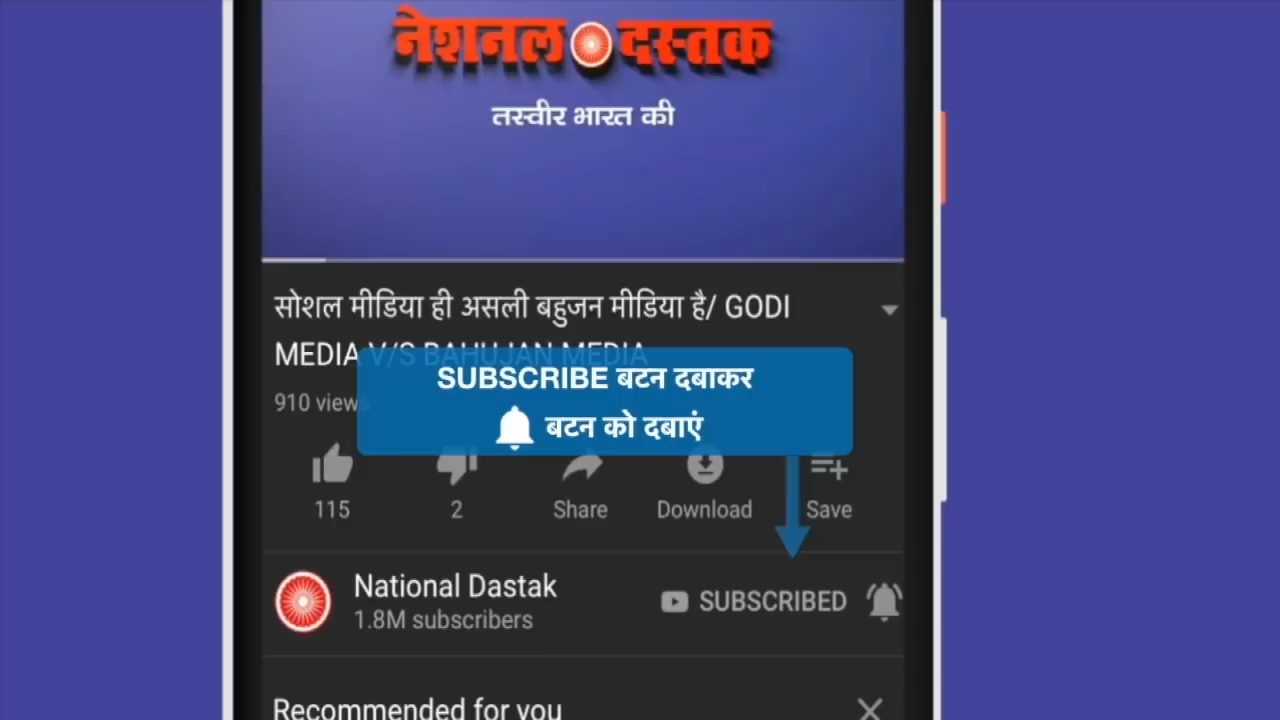 नेशनल दस्तक
तस्वीर भारत की
सोशल मीडिया ही असली बहुजन मीडिया है/ GODI
MEDIA V/S BAHUJAN MEDIA
910 views
SUBSCRIBE बटन दबाकर
बटन को दबाएं
115
2
Share
Download
Save
National Dastak
1.8M subscribers
SUBSCRIBED
Recommended for you